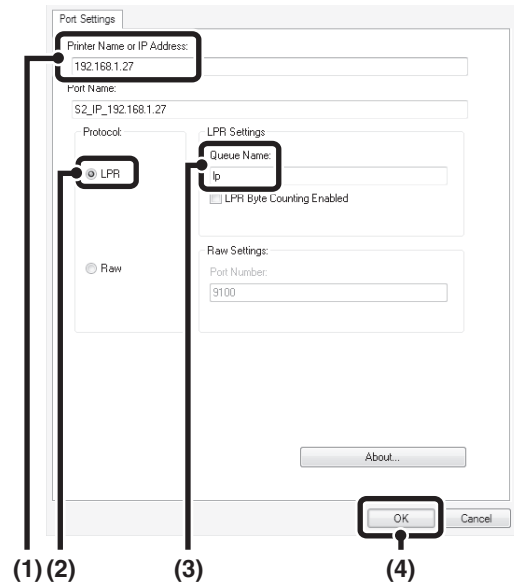 Port Settings
Printer Name or IP Address:
192.168.1.27
Port Name:
S2_IP_192.168.1.27
Protocol:
LPR
Raw
LPR Settings
Queue Name:
lp
LPR Byte Counting Enabled
Raw Settings:
Port Number:
9100
About...
OK
Cancel
(1) (2) (3) (4)